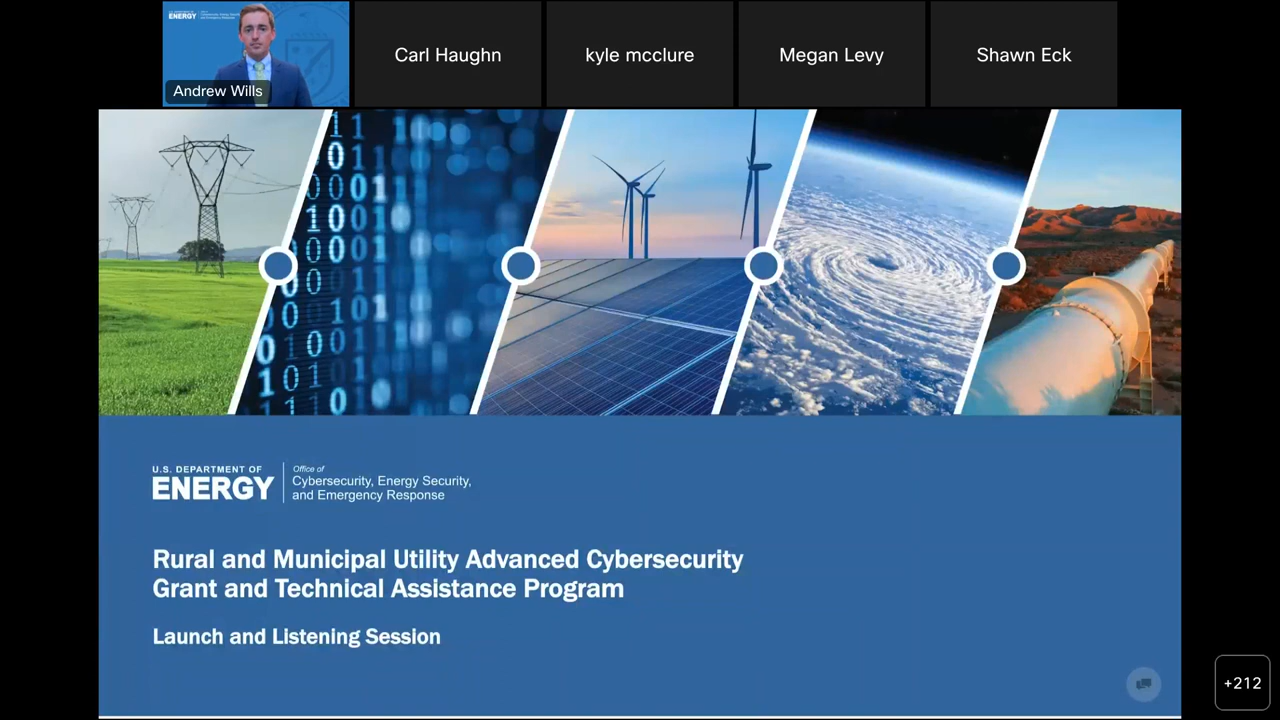 Andrew Wills
Carl Haughn
kyle mcclure
Megan Levy
Shawn Eck
U.S. DEPARTMENT OF
ENERGY
Office of
Cybersecurity, Energy Security,
and Emergency Response
Rural and Municipal Utility Advanced Cybersecurity
Grant and Technical Assistance Program
Launch and Listening Session
+212